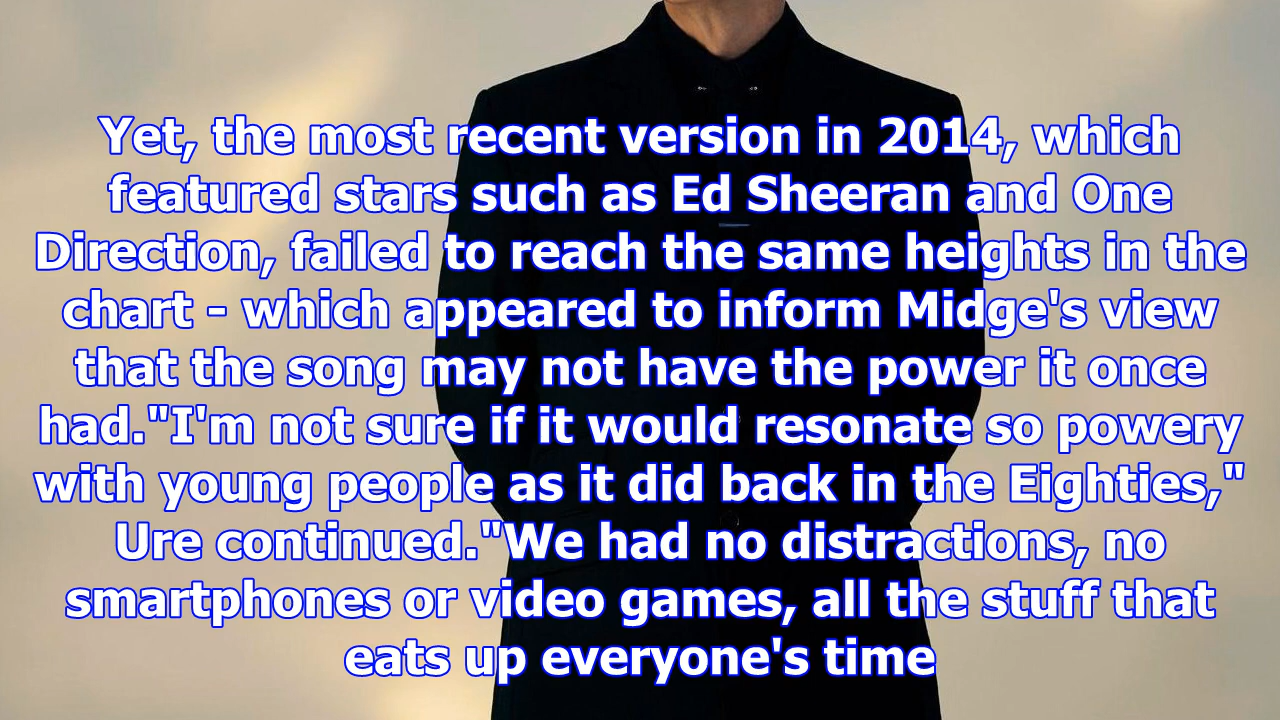 Yet, the most recent version in 2014, which
featured stars such as Ed Sheeran and One
Direction, failed to reach the same heights in the
chart - which appeared to inform Midge's view
that the song may not have the power it once
had."I'm not sure if it would resonate so powery
with young people as it did back in the Eighties,"
Ure continued."We had no distractions, no
smartphones or video games, all the stuff that
eats up everyone's time